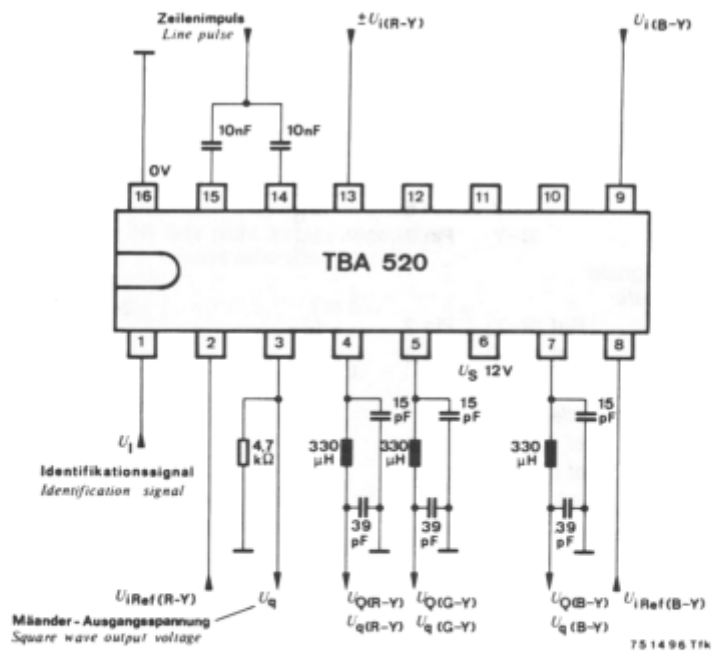 Zeilenimpuls
Line pulse
± Ui(R-Y)
Ui(B-Y)
10nF
10nF
0V
16
15
14
13
12
11
10
9
TBA 520
1
2
3
4
5
6
7
8
US 12V
UI
Identifikationssignal
Identification signal
4,7
kΩ
15
pF
15
pF
15
pF
330
µH
330
µH
330
µH
39
pF
39
pF
39
pF
UiRef(R-Y)
Uq
UQ(R-Y)
Uq(R-Y)
UQ(G-Y)
Uq(G-Y)
UQ(B-Y)
Uq(B-Y)
UiRef(B-Y)
Mäander-Ausgangsspannung
Square wave output voltage
751496 Tfk